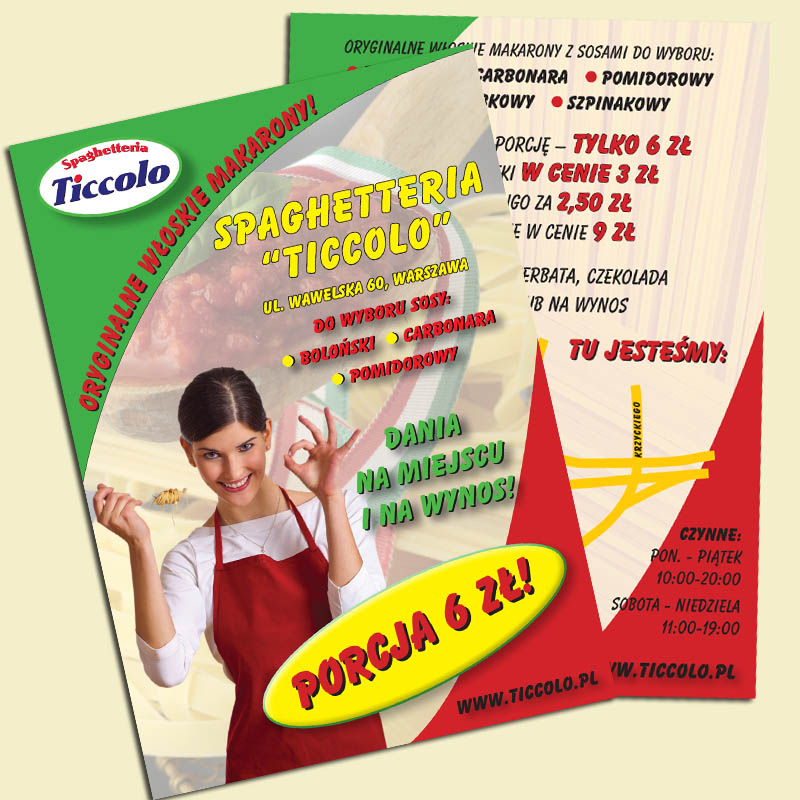 Spaghetteria
Ticcolo
ORYGINALNE WŁOSKIE MAKARONY!
SPAGHETTERIA
“TICCOLO”
UL. WAWELSKA 60, WARSZAWA
DO WYBORU SOSY:
• BOLOŃSKI • CARBONARA
• POMIDOROWY
DANIA
NA MIEJSCU
I NA WYNOS!
PORCJA 6 ZŁ!
WWW.TICCOLO.PL
ORYGINALNE MAKARONY Z SOSAMI DO WYBORU:
CARBONARA • POMIDOROWY
• SZPINAKOWY
PORCJĘ – TYLKO 6 ZŁ
W CENIE 3 ZŁ
ZA 2,50 ZŁ
W CENIE 9 ZŁ
CZEKOLADA
NA WYNOS
TU JESTEŚMY:
KRZYCKIEGO
CZYNNE:
PON. - PIĄTEK
10:00-20:00
SOBOTA - NIEDZIELA
11:00-19:00
WWW.TICCOLO.PL